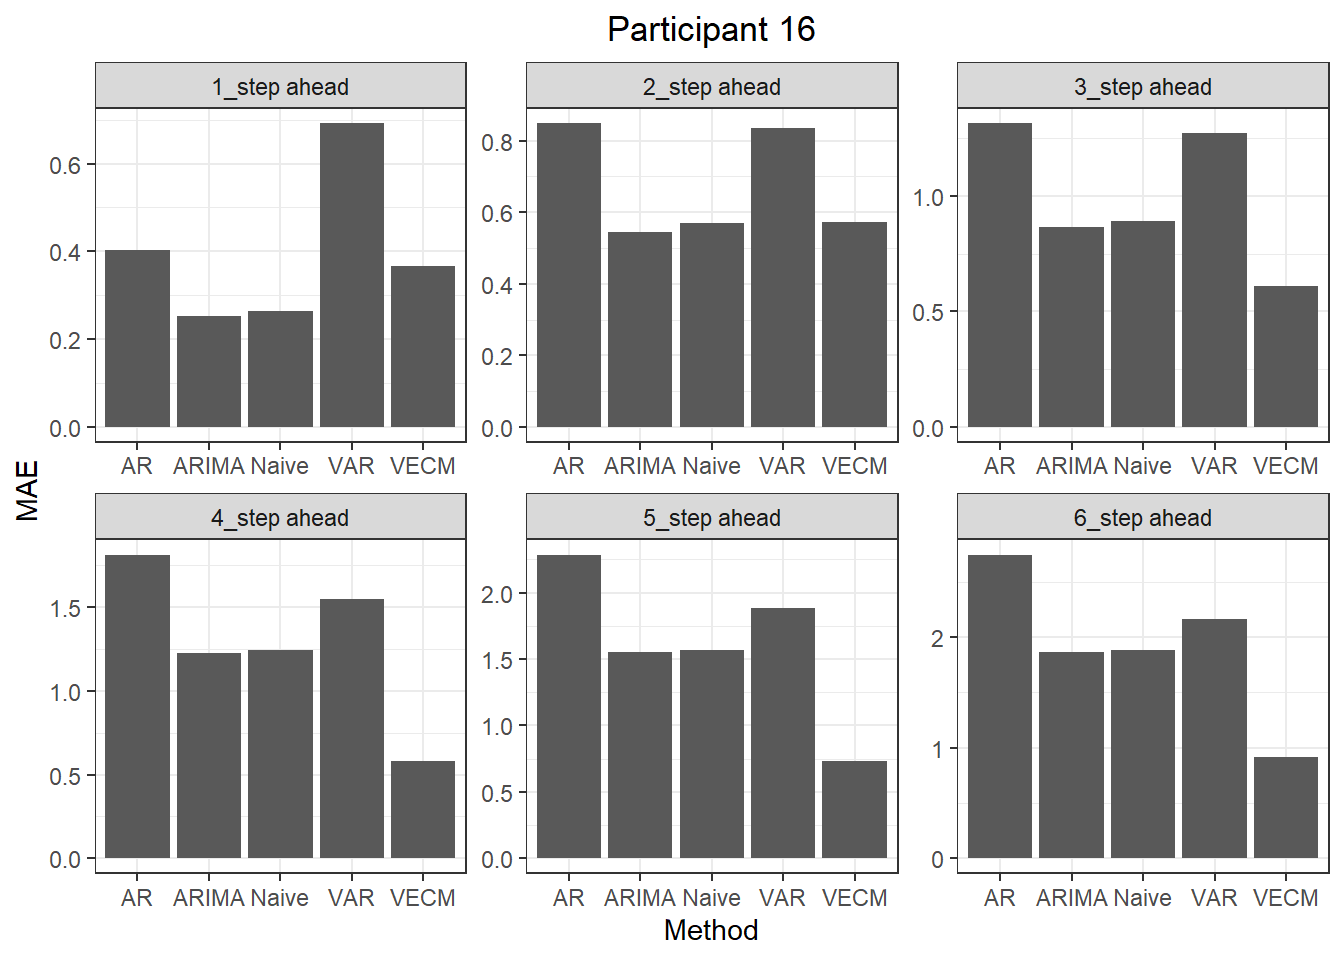 Participant 16
1_step ahead
2_step ahead
3_step ahead
0.6
0.4
0.2
0.0
0.8
0.6
0.4
0.2
0.0
1.0
0.5
0.0
AR ARIMA Naive VAR VECM
AR ARIMA Naive VAR VECM
AR ARIMA Naive VAR VECM
MAE
4_step ahead
5_step ahead
6_step ahead
1.5
1.0
0.5
0.0
2.0
1.5
1.0
0.5
0.0
2
1
0
AR ARIMA Naive VAR VECM
AR ARIMA Naive VAR VECM
AR ARIMA Naive VAR VECM
Method